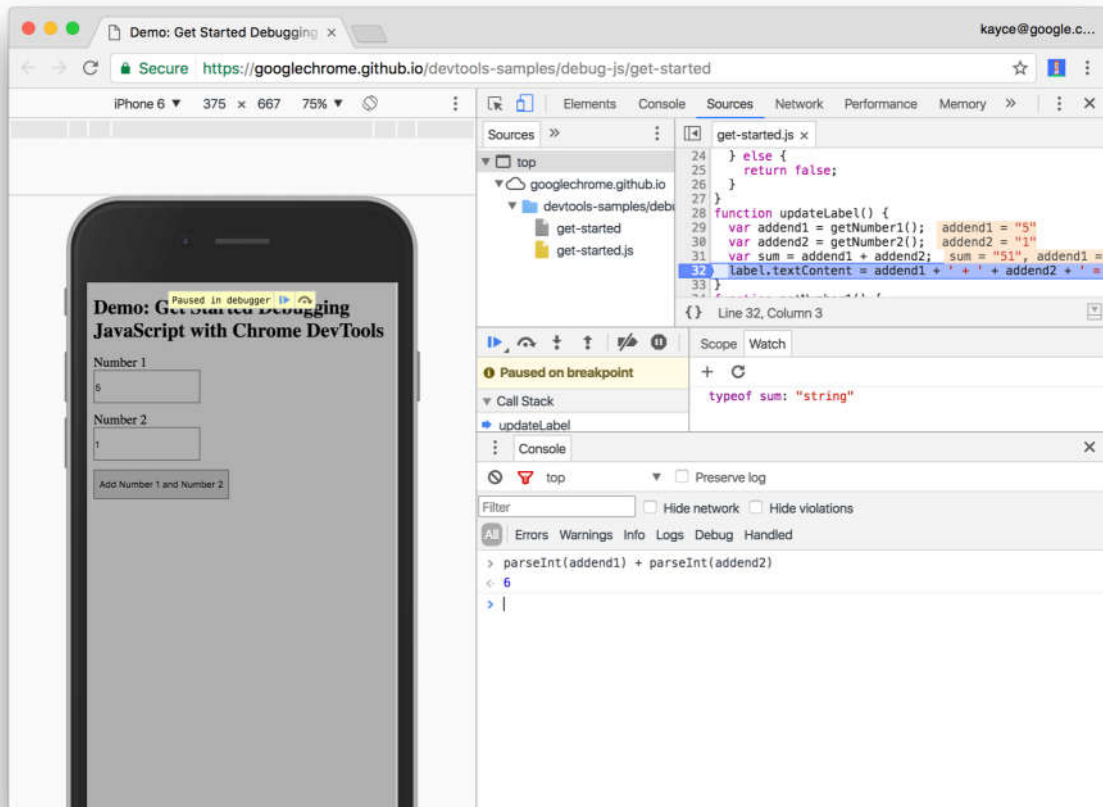 Demo: Get Started Debugging ×
kayce@google.c...
Secure https://googlechrome.github.io/devtools-samples/debug-js/get-started
iPhone 6 ▼ 375 × 667 75% ▼
Elements Console Sources Network Performance Memory »
Sources »
get-started.js ×
top
googlechrome.github.io
devtools-samples/debu
get-started
get-started.js
24 } else {
25 return false;
26 }
27 }
28 function updateLabel() {
29 var addend1 = getNumber1(); addend1 = "5"
30 var addend2 = getNumber2(); addend2 = "1"
31 var sum = addend1 + addend2; sum = "51", addend1 =
32 label.textContent = addend1 + ' + ' + addend2 + ' =
33 }
{} Line 32, Column 3
Paused in debugger
Demo: Get Started Debugging
JavaScript with Chrome DevTools
Number 1
5
Number 2
1
Add Number 1 and Number 2
Paused on breakpoint
Call Stack
updateLabel
Scope Watch
typeof sum: "string"
Console
top
Preserve log
Filter
Hide network
Hide violations
All Errors Warnings Info Logs Debug Handled
> parseInt(addend1) + parseInt(addend2)
< 6
>